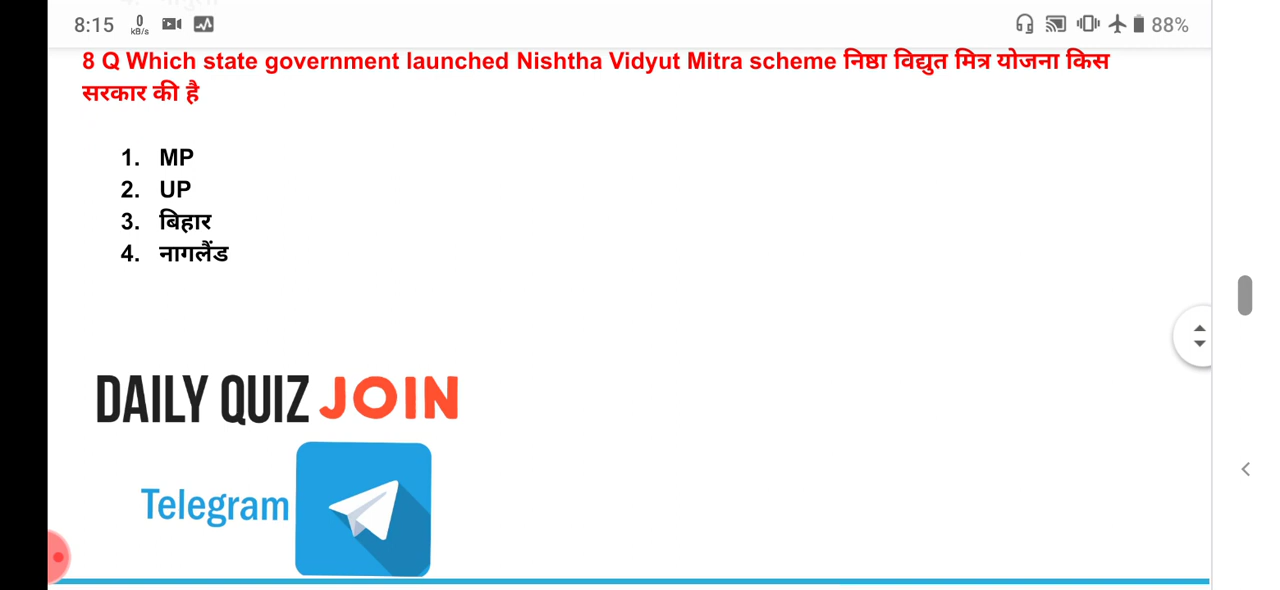 8:15 0 kB/s 88%
8 Q Which state government launched Nishtha Vidyut Mitra scheme निष्ठा विद्युत मित्र योजना किस
सरकार की है
1. MP
2. UP
3. बिहार
4. नागलैंड
DAILY QUIZ JOIN
Telegram